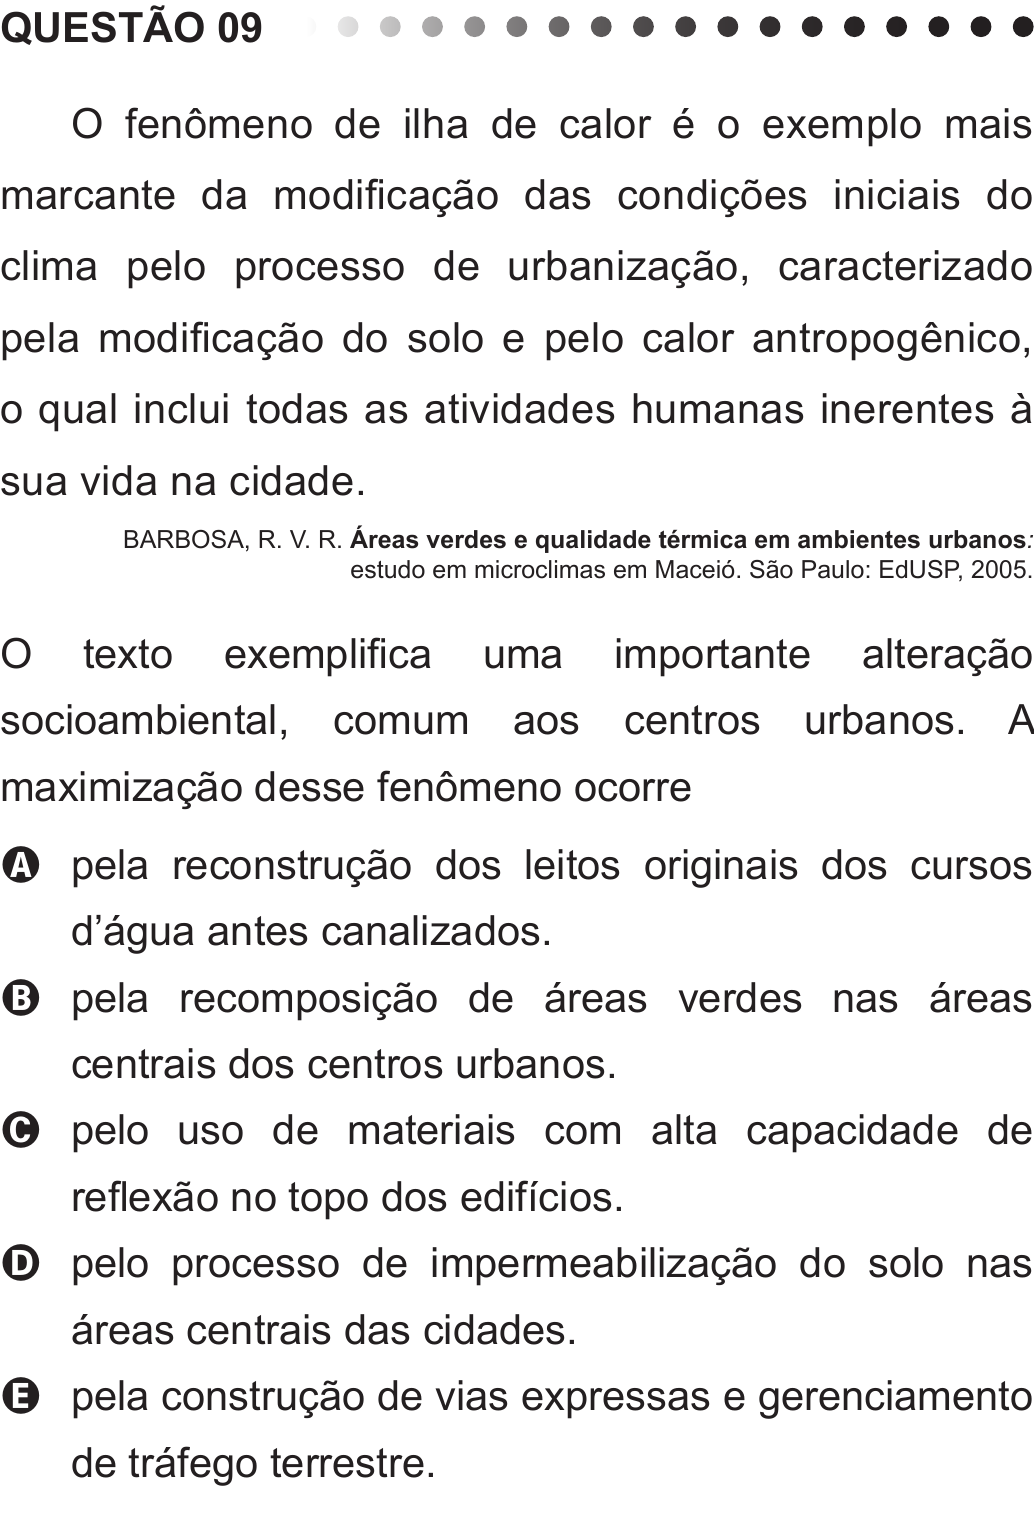 QUESTÃO 09
O fenômeno de ilha de calor é o exemplo mais
marcante da modificação das condições iniciais do
clima pelo processo de urbanização, caracterizado
pela modificação do solo e pelo calor antropogênico,
o qual inclui todas as atividades humanas inerentes à
sua vida na cidade.
BARBOSA, R. V. R. Áreas verdes e qualidade térmica em ambientes urbanos:
estudo em microclimas em Maceió. São Paulo: EdUSP, 2005.
O texto exemplifica uma importante alteração
socioambiental, comum aos centros urbanos. A
maximização desse fenômeno ocorre
A pela reconstrução dos leitos originais dos cursos
d’água antes canalizados.
B pela recomposição de áreas verdes nas áreas
centrais dos centros urbanos.
C pelo uso de materiais com alta capacidade de
reflexão no topo dos edifícios.
D pelo processo de impermeabilização do solo nas
áreas centrais das cidades.
E pela construção de vias expressas e gerenciamento
de tráfego terrestre.